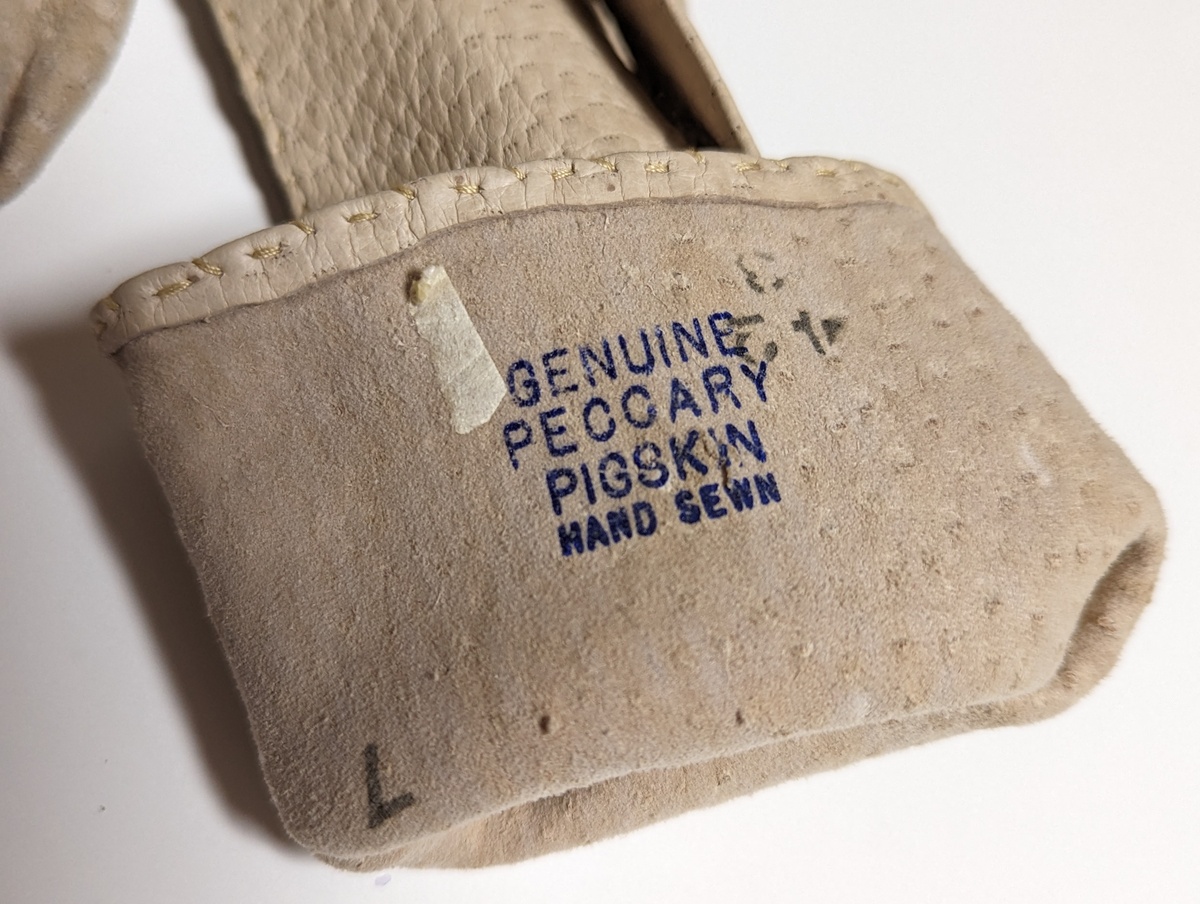 GENUINE
PECCARY
PIGSKIN
HAND SEWN
L